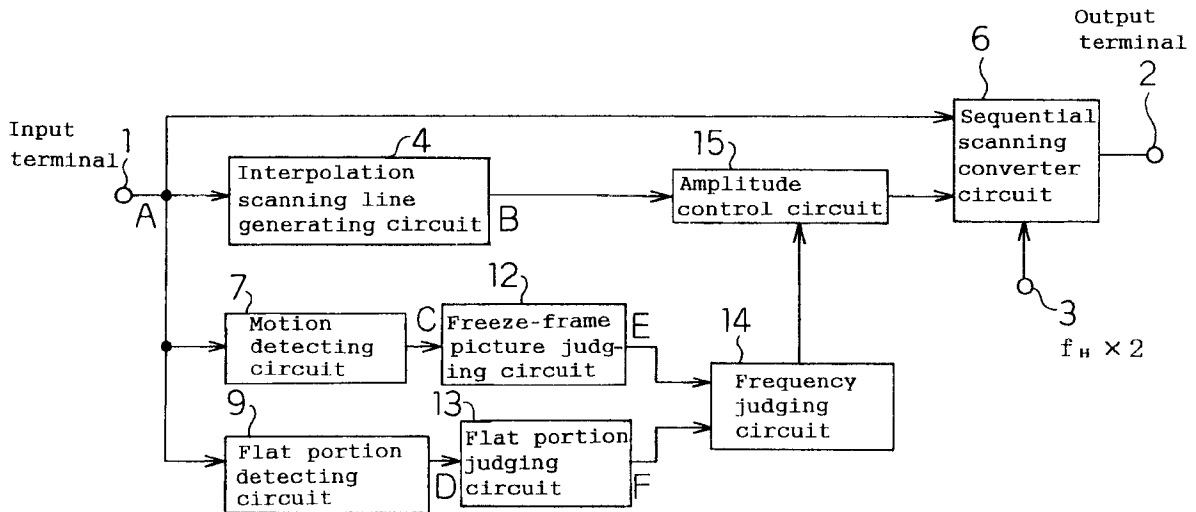 Output
terminal
6
2
Input
terminal
1
4
15
Sequential
scanning
converter
circuit
Interpolation
scanning line
generating circuit
Amplitude
control circuit
A
B
7
12
3
f_H × 2
Motion
detecting
circuit
C
Freeze-frame
picture judg-
ing circuit
E
14
Frequency
judging
circuit
9
13
Flat portion
detecting
circuit
D
Flat portion
judging
circuit
F